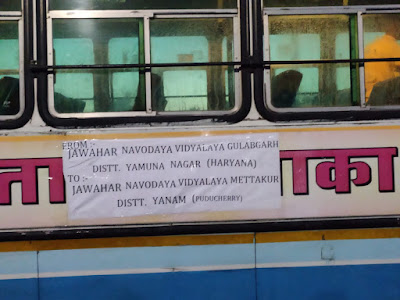 FROM :-
JAWAHAR NAVODAYA VIDYALAYA GULABGARH
DISTT. YAMUNA NAGAR (HARYANA)
TO :-
JAWAHAR NAVODAYA VIDYALAYA METTAKUR
DISTT. YANAM (PUDUCHERRY)